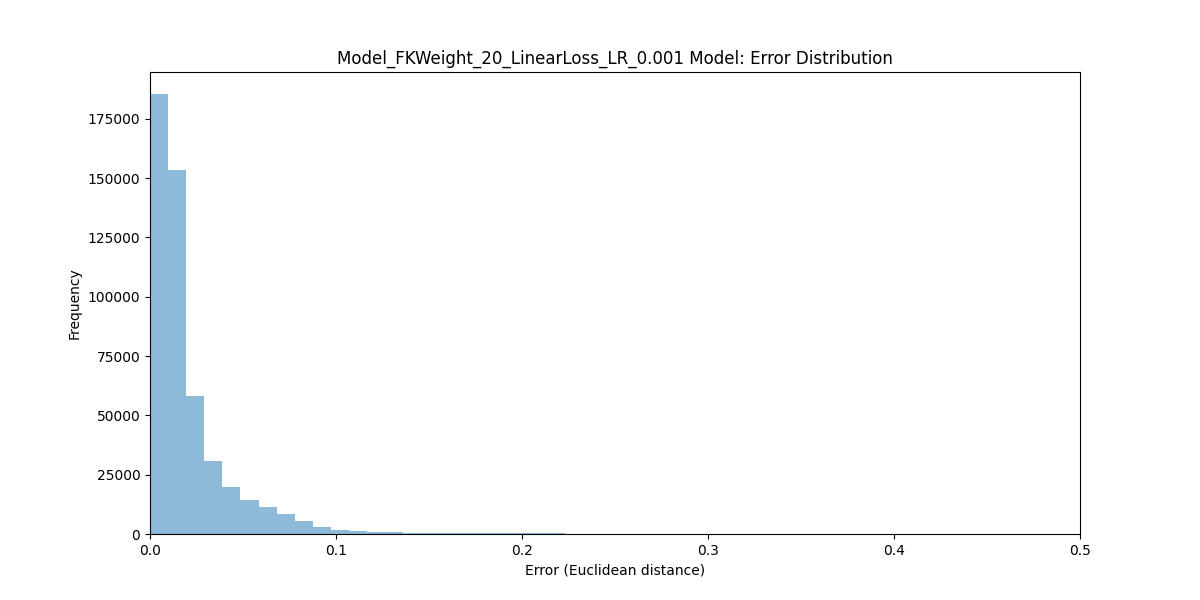 Model_FKWeight_20_LinearLoss_LR_0.001 Model: Error Distribution
175000
150000
125000
100000
75000
50000
25000
0
Frequency
0.0 0.1 0.2 0.3 0.4 0.5
Error (Euclidean distance)